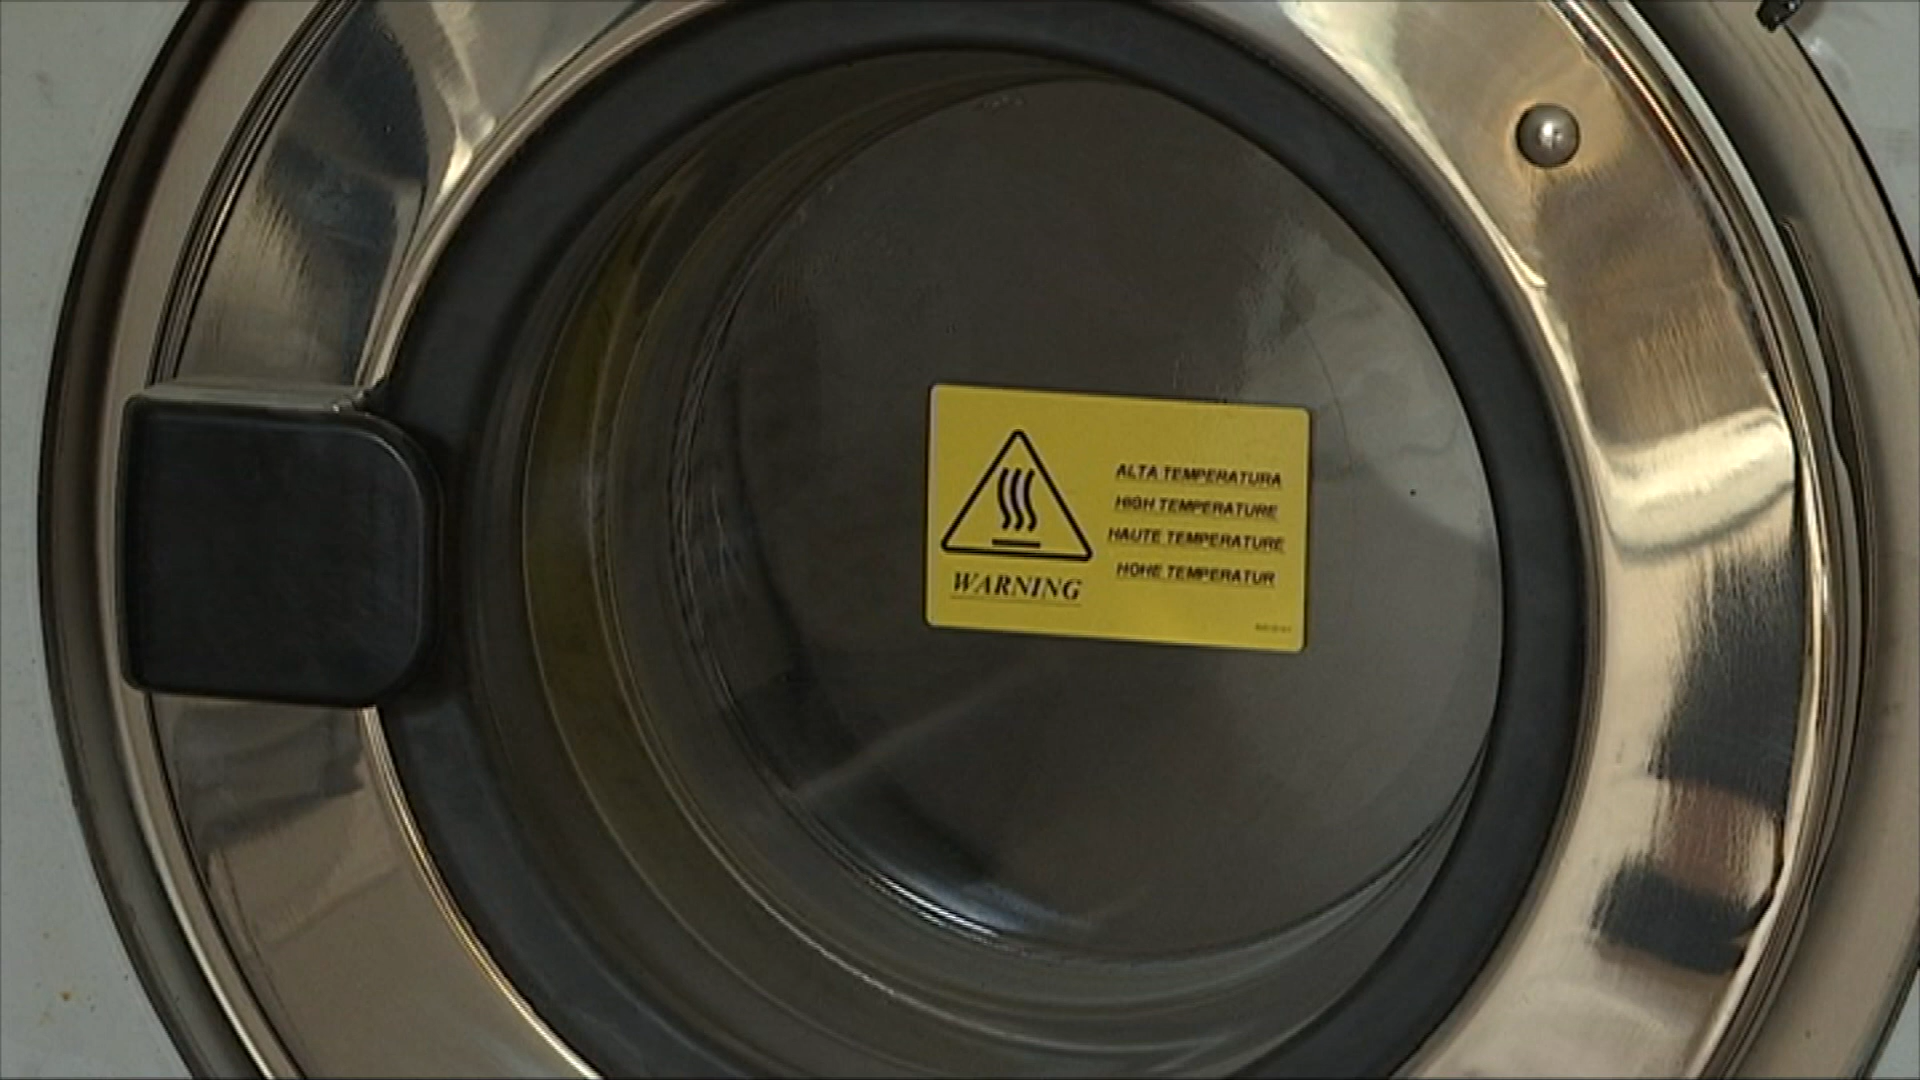 ALTA TEMPERATURA
HIGH TEMPERATURE
HAUTE TEMPERATURE
HOHE TEMPERATUR
WARNING